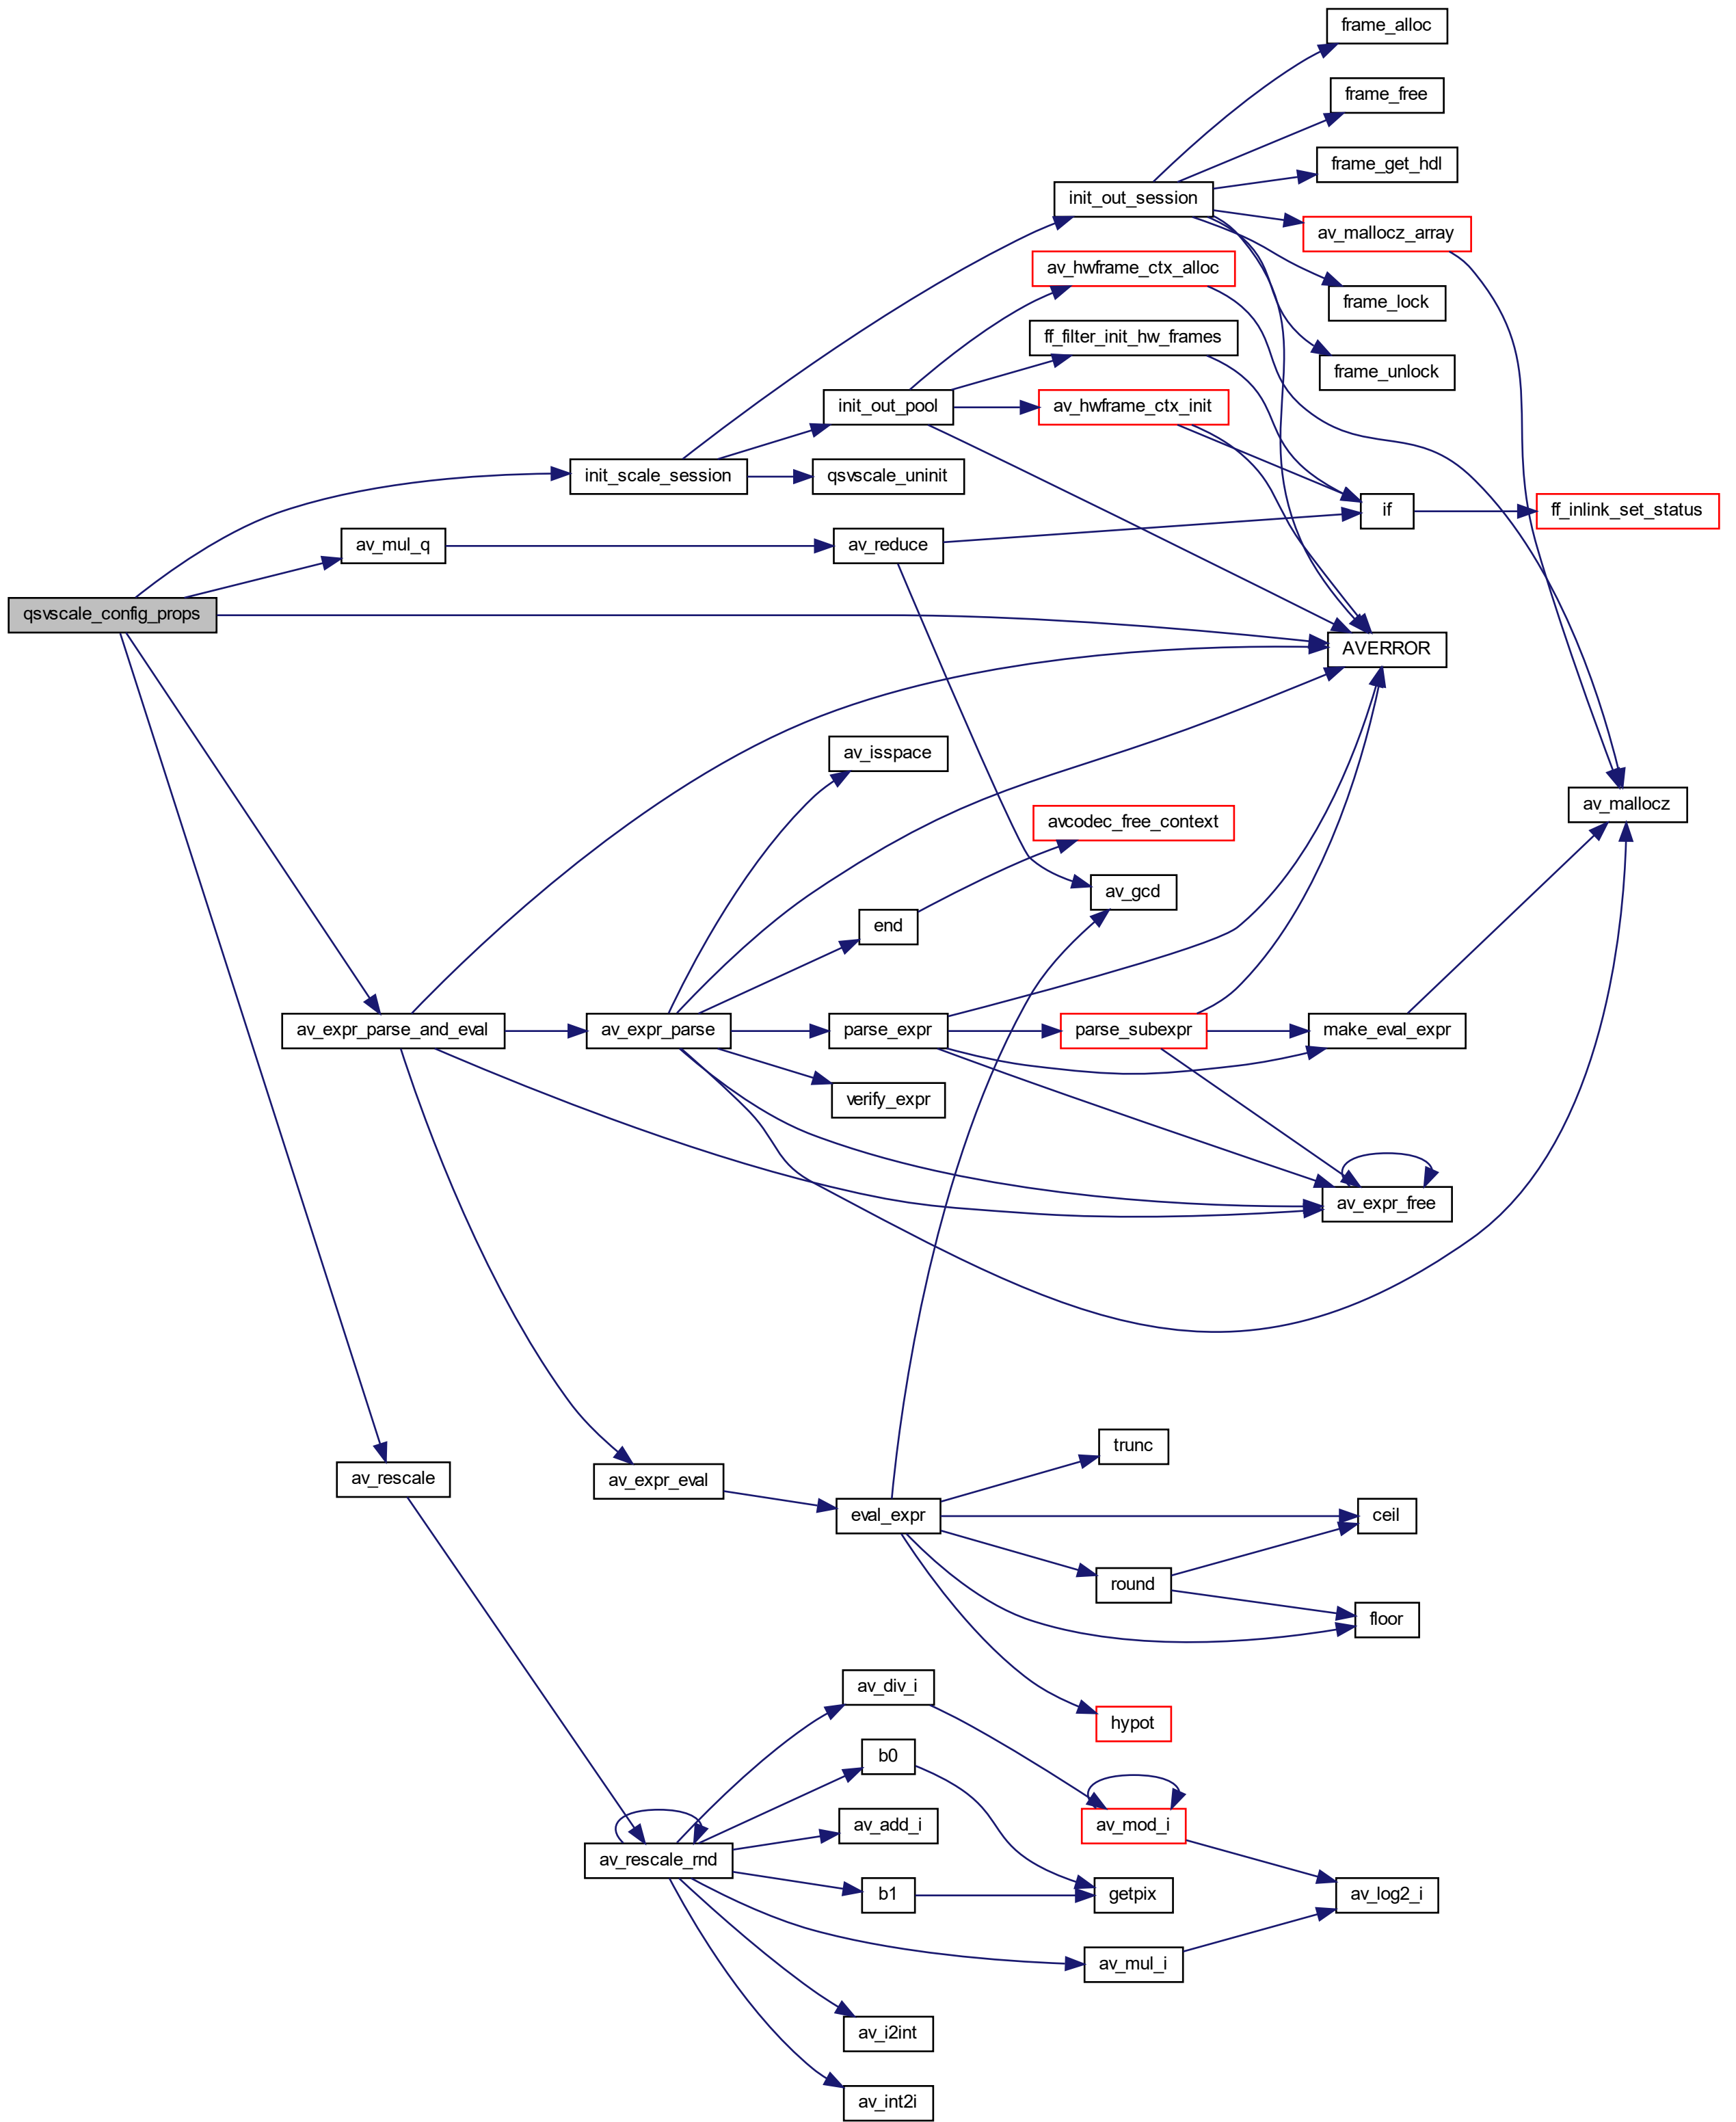 frame_alloc
frame_free
frame_get_hdl
init_out_session
av_mallocz_array
av_hwframe_ctx_alloc
frame_lock
ff_filter_init_hw_frames
frame_unlock
init_out_pool
av_hwframe_ctx_init
init_scale_session
qsvscale_uninit
if
ff_inlink_set_status
av_mul_q
av_reduce
qsvscale_config_props
AVERROR
av_isspace
av_mallocz
avcodec_free_context
av_gcd
end
av_expr_parse_and_eval
av_expr_parse
parse_expr
parse_subexpr
make_eval_expr
verify_expr
av_expr_free
trunc
av_rescale
av_expr_eval
eval_expr
ceil
round
floor
av_div_i
hypot
b0
av_add_i
av_mod_i
av_rescale_rnd
b1
getpix
av_log2_i
av_mul_i
av_i2int
av_int2i